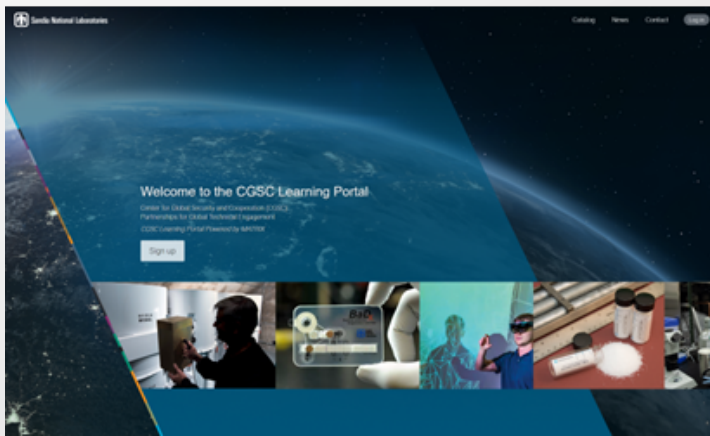 Sandia National Laboratories
Catalog News Contact Log in
Welcome to the CGSC Learning Portal
Center for Global Security and Cooperation (CGSC)
Partnerships for Global Technical Engagement
CGSC Learning Portal Powered by
Sign up